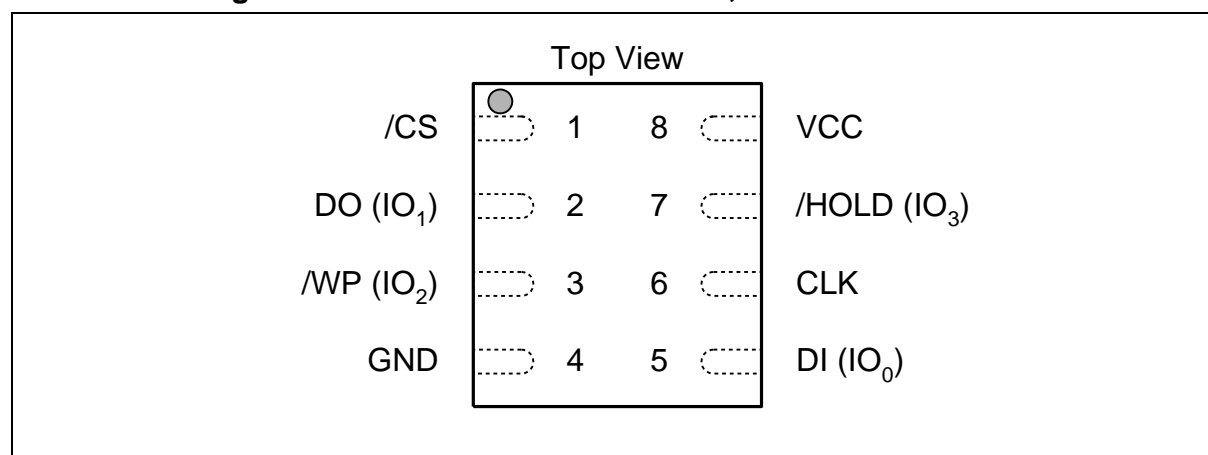 Top View
/CS 1 8 VCC
DO (IO1) 2 7 /HOLD (IO3)
/WP (IO2) 3 6 CLK
GND 4 5 DI (IO0)